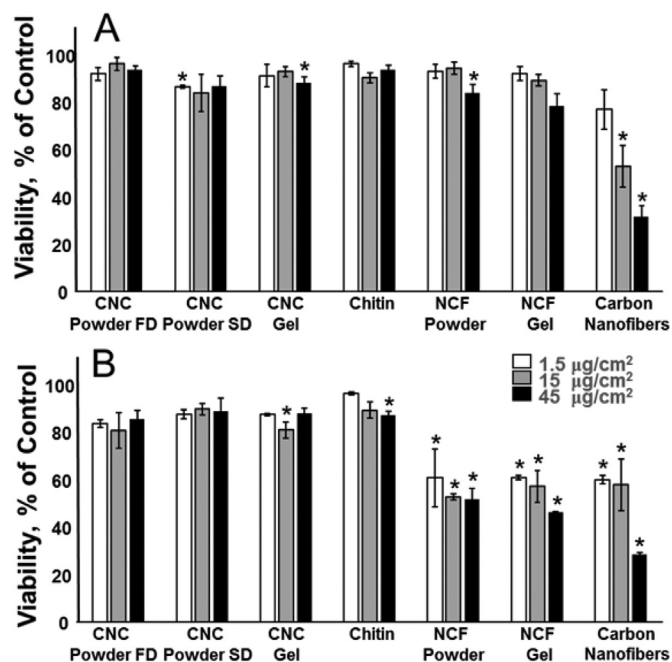 A
Viability, % of Control
100
80
60
40
20
0
* * * * *
CNC CNC CNC Chitin NCF NCF Carbon
Powder FD Powder SD Gel Powder Gel Nanofibers
B
Viability, % of Control
100
80
60
40
20
0
1.5 μg/cm²
15 μg/cm²
45 μg/cm²
* * * * * * * * * * *
CNC CNC CNC Chitin NCF NCF Carbon
Powder FD Powder SD Gel Powder Gel Nanofibers